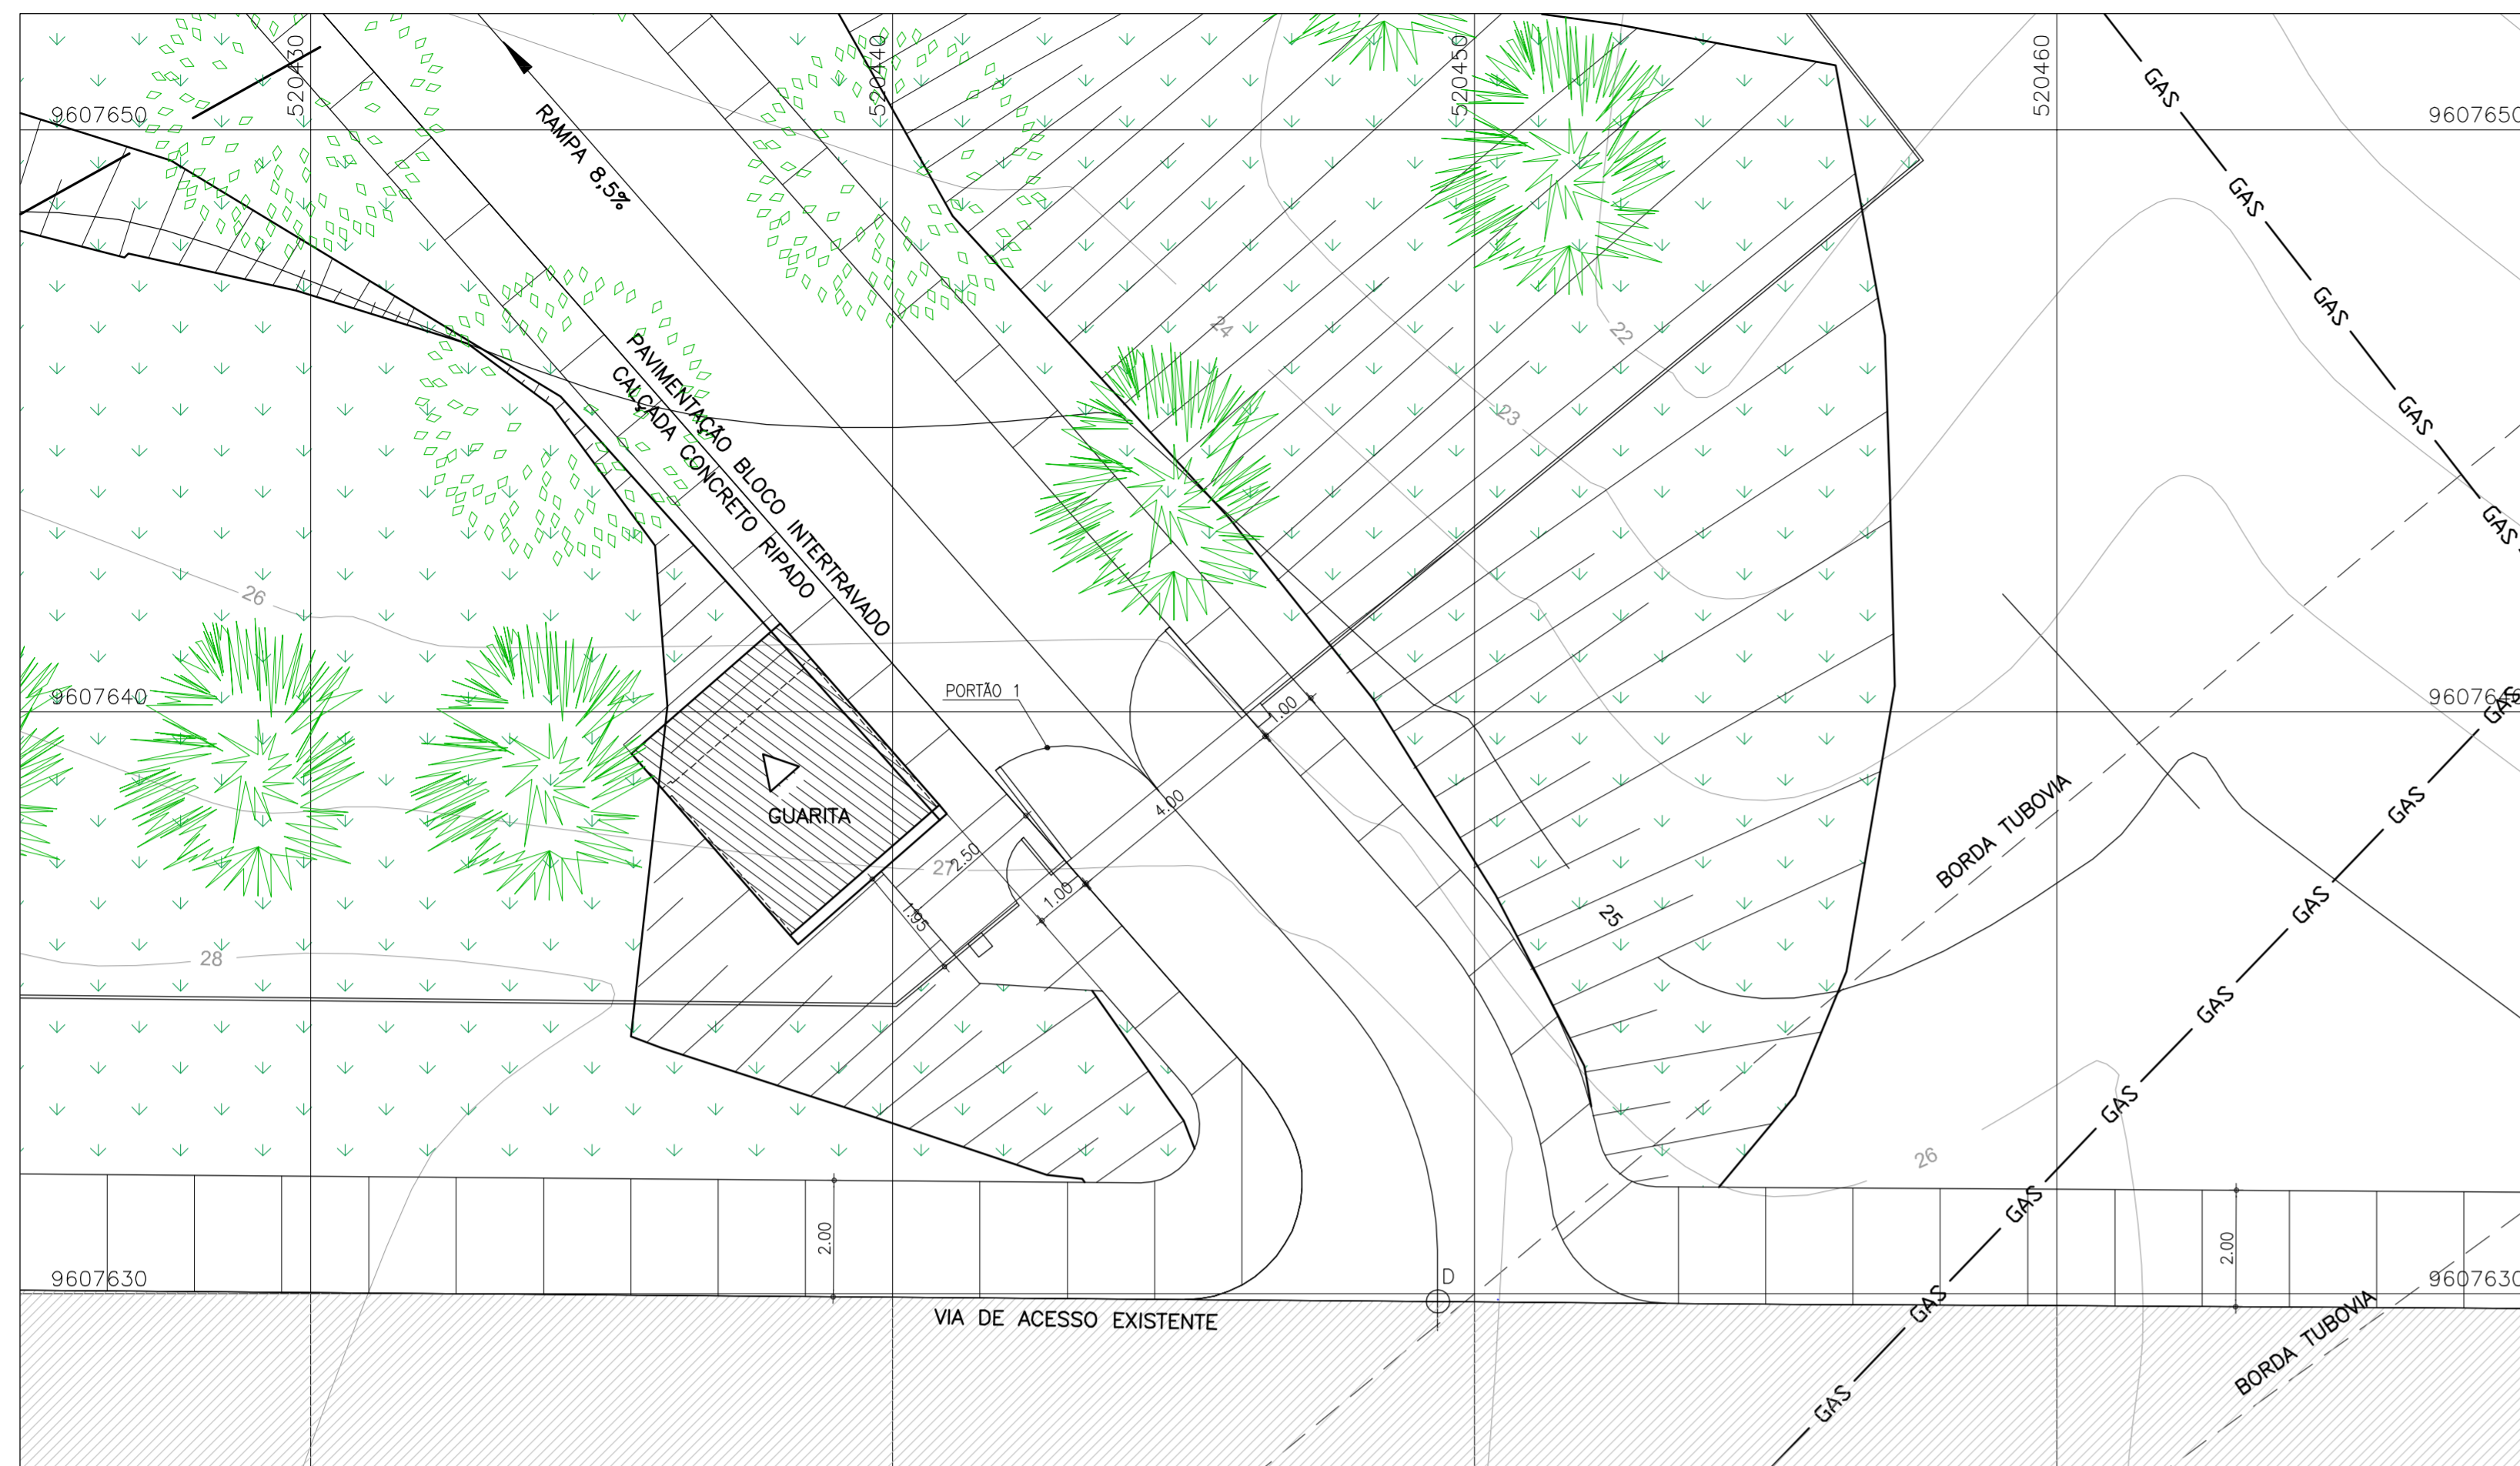 520430
520440
520450
520460
9607650
9607650
GAS
GAS
GAS
GAS
GAS
RAMPA 8,5%
24
22
23
PAVIMENTAÇÃO BLOCO INTERTRAVADO
CALÇADA CONCRETO RIPADO
26
9607640
9607640
PORTÃO 1
1.00
4.00
GUARITA
2.50
27
1.00
1.95
25
28
BORDA TUBOVIA
GAS
GAS
GAS
GAS
GAS
GAS
GAS
GAS
26
2.00
2.00
9607630
9607630
D
VIA DE ACESSO EXISTENTE
BORDA TUBOVIA